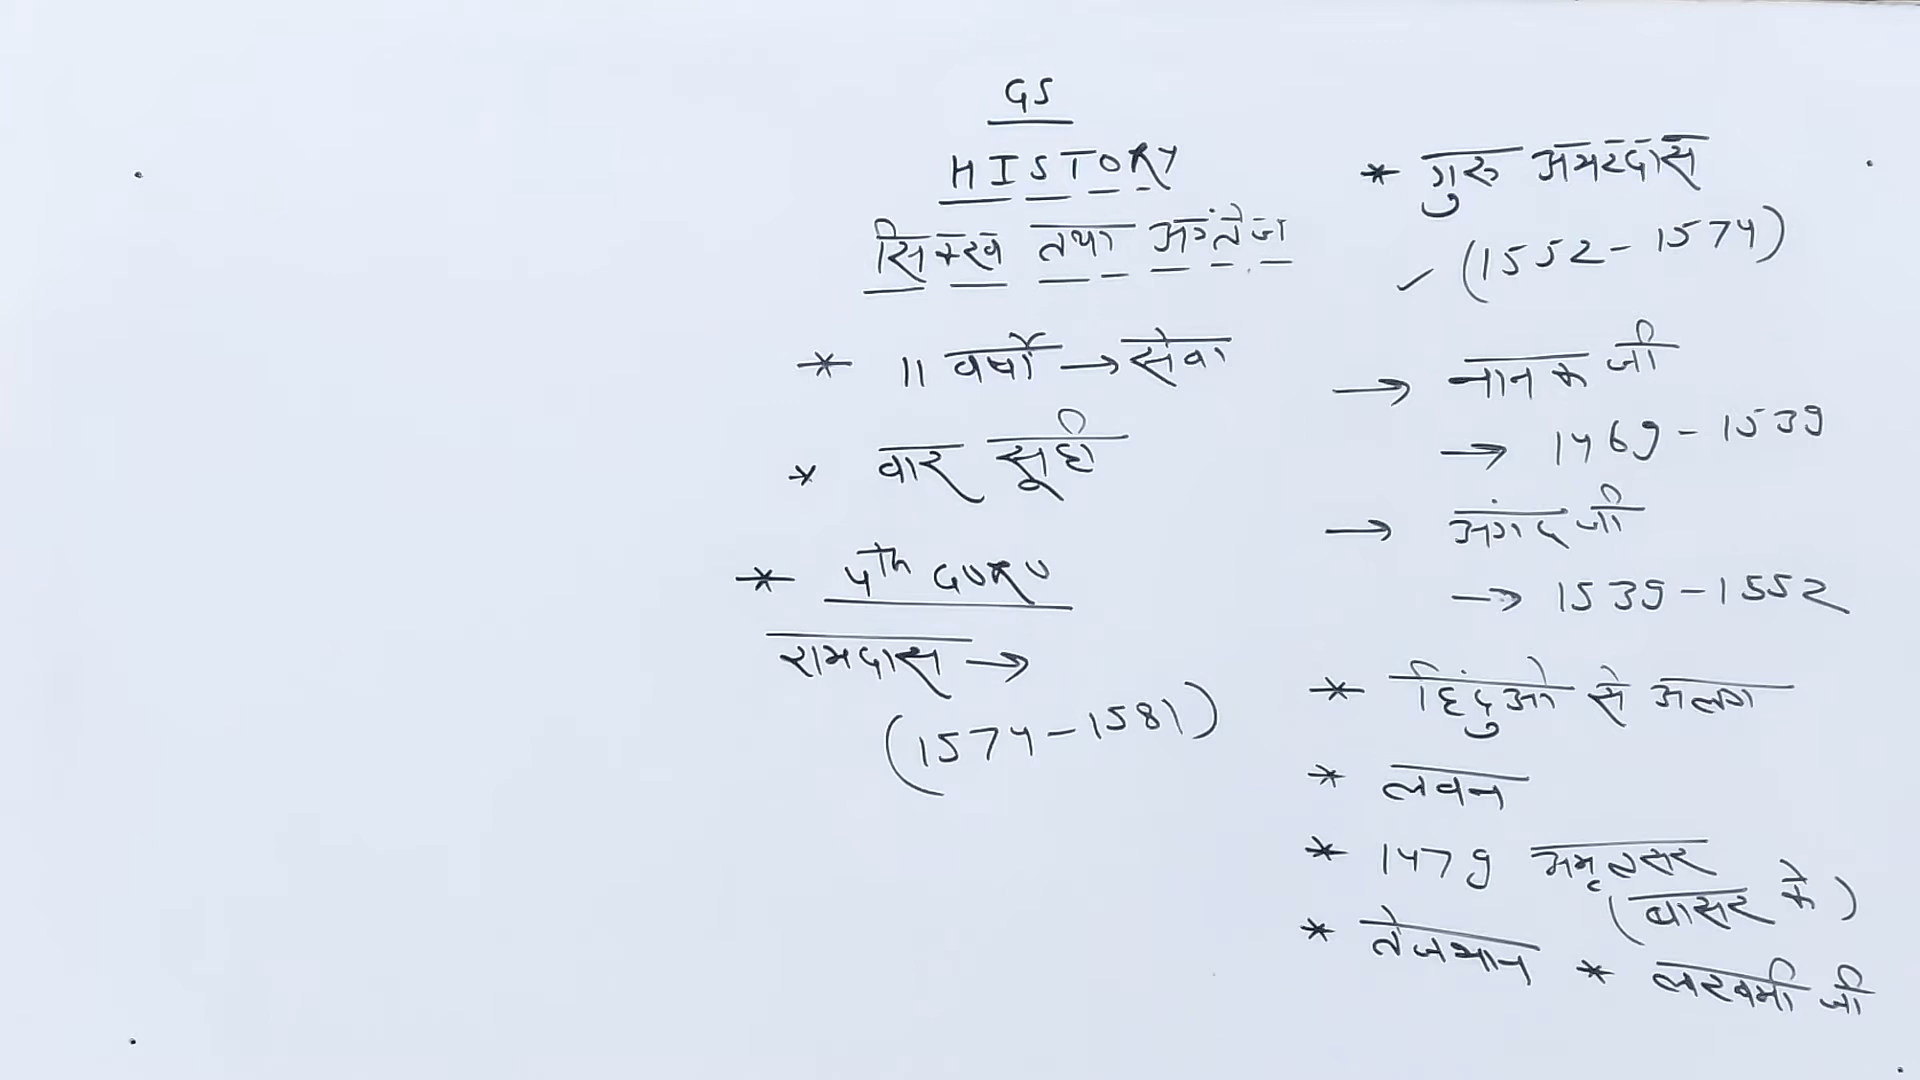 GS
HISTORY
सिक्ख तथा अंग्रेज
* 11 वर्षों → सेवा
* वार सूही
* 4th GURU
रामदास →
(1574-1581)
* गुरु अमरदास
(1552-1574)
→ नानक जी
→ 1469-1539
→ अंगद जी
→ 1539-1552
* हिंदुओ से अलग
* लवन
* 1479 अमृतसर
(बासर के)
* तेजभान * लखमी जी